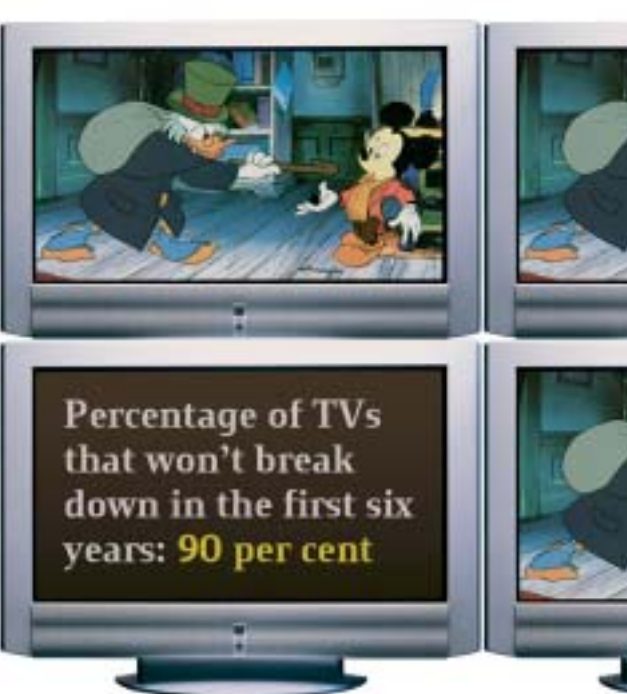 Percentage of TVs
that won't break
down in the first six
years: 90 per cent